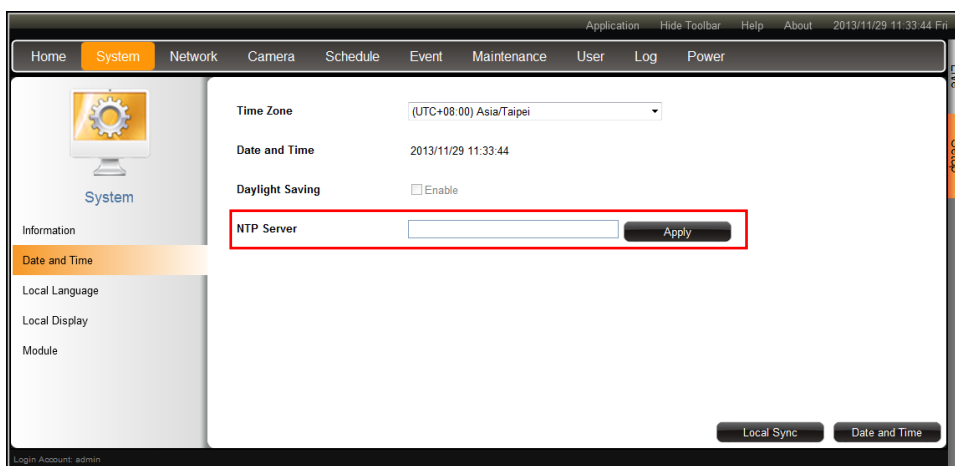 Application Hide Toolbar Help About 2013/11/29 11:33:44 Fri
Home System Network Camera Schedule Event Maintenance User Log Power
Live
Setup
System
Information
Date and Time
Local Language
Local Display
Module
Time Zone (UTC+08:00) Asia/Taipei
Date and Time 2013/11/29 11:33:44
Daylight Saving Enable
NTP Server Apply
Local Sync Date and Time
Login Account: admin